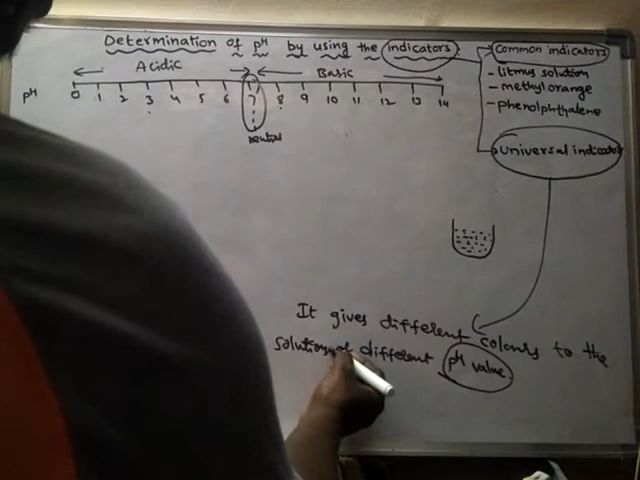 Determination of pH by using the indicators
Common indicators
- litmus solution
- methyl orange
- phenolphthalene
Universal indicator
Acidic
Basic
pH
0 1 2 3 4 5 6 7 8 9 10 11 12 13 14
neutral
It gives different colours to the
solutions of different pH value